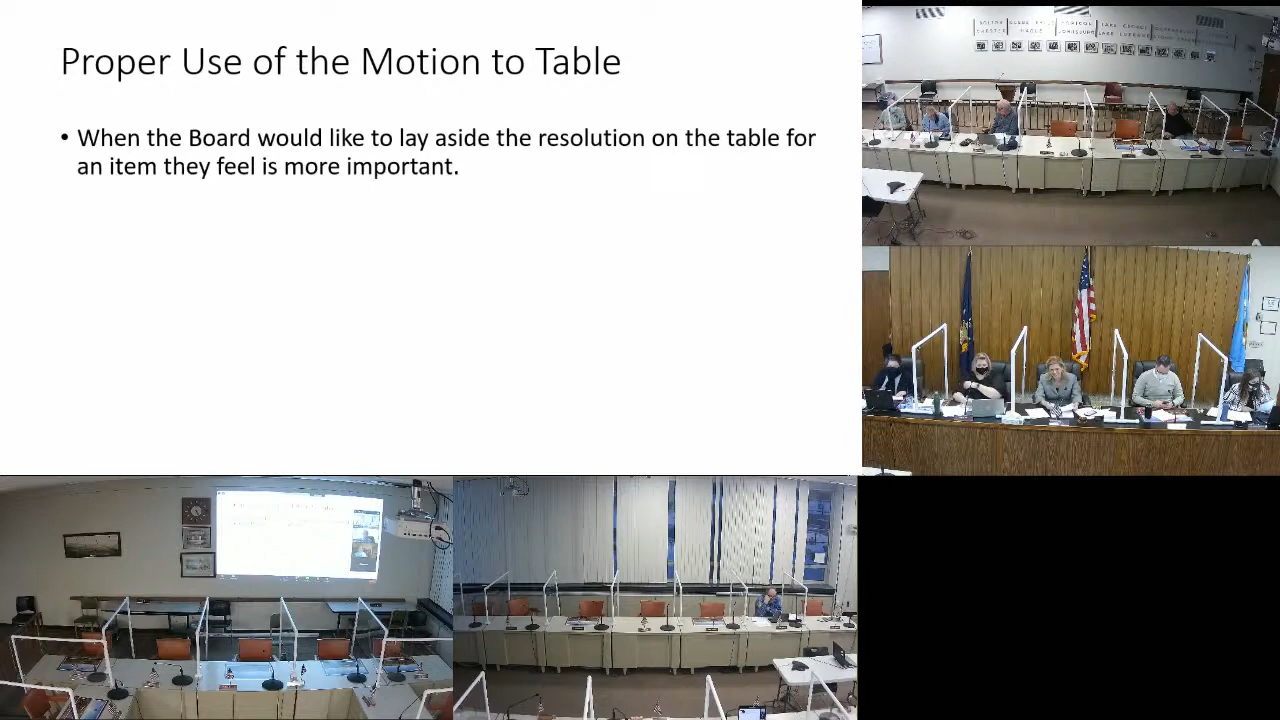 Proper Use of the Motion to Table
• When the Board would like to lay aside the resolution on the table for
an item they feel is more important.